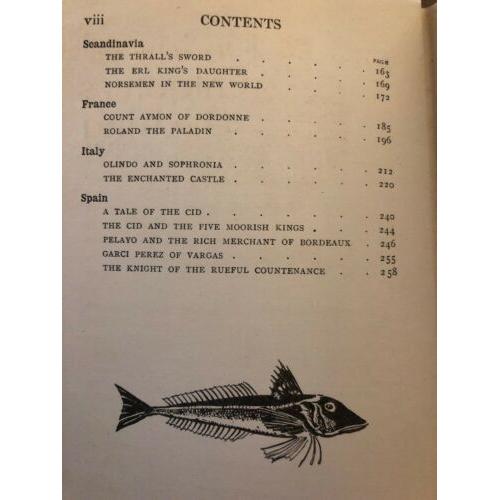 viii CONTENTS
Scandinavia
PAGE
THE THRALL'S SWORD . . . . . . 163
THE ERL KING'S DAUGHTER . . . . . 169
NORSEMEN IN THE NEW WORLD . . . . 172
France
COUNT AYMON OF DORDONNE . . . . . 185
ROLAND THE PALADIN . . . . . . 196
Italy
OLINDO AND SOPHRONIA . . . . . . 212
THE ENCHANTED CASTLE . . . . . . 220
Spain
A TALE OF THE CID . . . . . . . 240
THE CID AND THE FIVE MOORISH KINGS . . . 244
PELAYO AND THE RICH MERCHANT OF BORDEAUX . 246
GARCI PEREZ OF VARGAS . . . . . . 255
THE KNIGHT OF THE RUEFUL COUNTENANCE . . 258